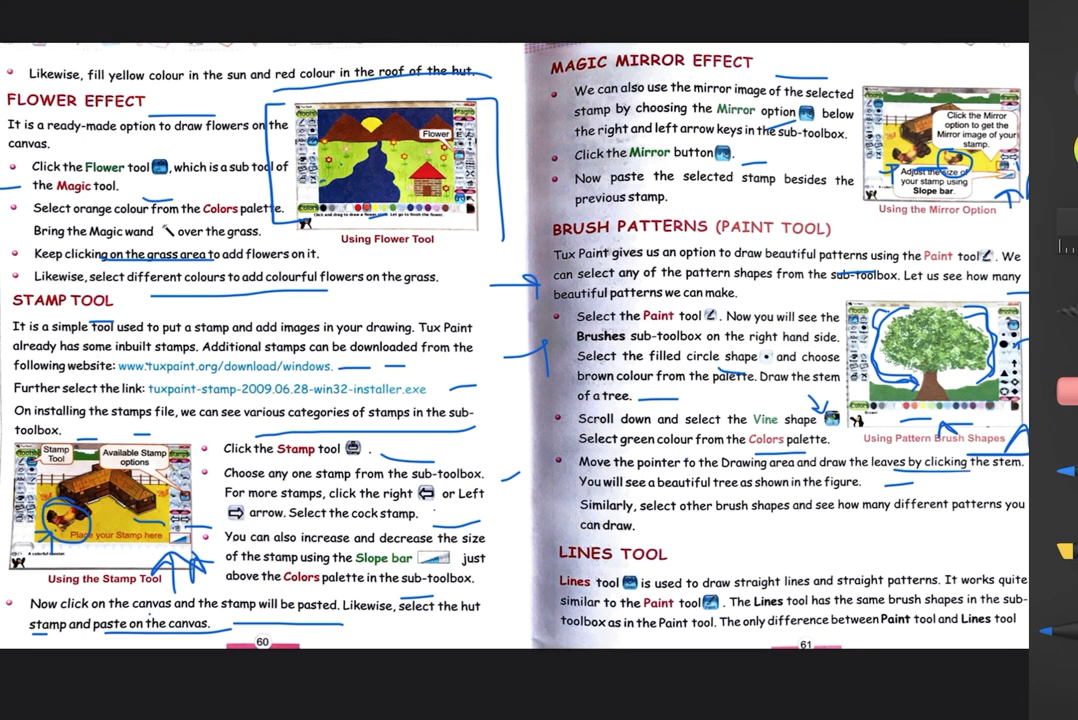 Likewise, fill yellow colour in the sun and red colour in the roof of the hut.
FLOWER EFFECT
It is a ready-made option to draw flowers on the
canvas.
Click the Flower tool , which is a sub tool of
the Magic tool.
Select orange colour from the Colors palette.
Bring the Magic wand over the grass.
Keep clicking on the grass area to add flowers on it.
Likewise, select different colours to add colourful flowers on the grass.
Flower
Click and drag to draw a flower stalk. Let go to finish the flower.
Using Flower Tool
STAMP TOOL
It is a simple tool used to put a stamp and add images in your drawing. Tux Paint
already has some inbuilt stamps. Additional stamps can be downloaded from the
following website: www.tuxpaint.org/download/windows.
Further select the link: tuxpaint-stamp-2009.06.28-win32-installer.exe
On installing the stamps file, we can see various categories of stamps in the sub-
toolbox.
Stamp
Tool
Available Stamp
options
Place your Stamp here
Using the Stamp Tool
Click the Stamp tool .
Choose any one stamp from the sub-toolbox.
For more stamps, click the right or Left
arrow. Select the cock stamp.
You can also increase and decrease the size
of the stamp using the Slope bar just
above the Colors palette in the sub-toolbox.
Now click on the canvas and the stamp will be pasted. Likewise, select the hut
stamp and paste on the canvas.
60
MAGIC MIRROR EFFECT
We can also use the mirror image of the selected
stamp by choosing the Mirror option below
the right and left arrow keys in the sub-toolbox.
Click the Mirror button .
Now paste the selected stamp besides the
previous stamp.
Click the Mirror
option to get the
Mirror image of your
stamp.
Adjust the size of
your stamp using
Slope bar.
Using the Mirror Option
BRUSH PATTERNS (PAINT TOOL)
Tux Paint gives us an option to draw beautiful patterns using the Paint tool . We
can select any of the pattern shapes from the sub-toolbox. Let us see how many
beautiful patterns we can make.
Select the Paint tool . Now you will see the
Brushes sub-toolbox on the right hand side.
Select the filled circle shape and choose
brown colour from the palette. Draw the stem
of a tree.
Scroll down and select the Vine shape
Select green colour from the Colors palette.
Using Pattern Brush Shapes
Move the pointer to the Drawing area and draw the leaves by clicking the stem.
You will see a beautiful tree as shown in the figure.
Similarly, select other brush shapes and see how many different patterns you
can draw.
LINES TOOL
Lines tool is used to draw straight lines and straight patterns. It works quite
similar to the Paint tool . The Lines tool has the same brush shapes in the sub-
toolbox as in the Paint tool. The only difference between Paint tool and Lines tool
61